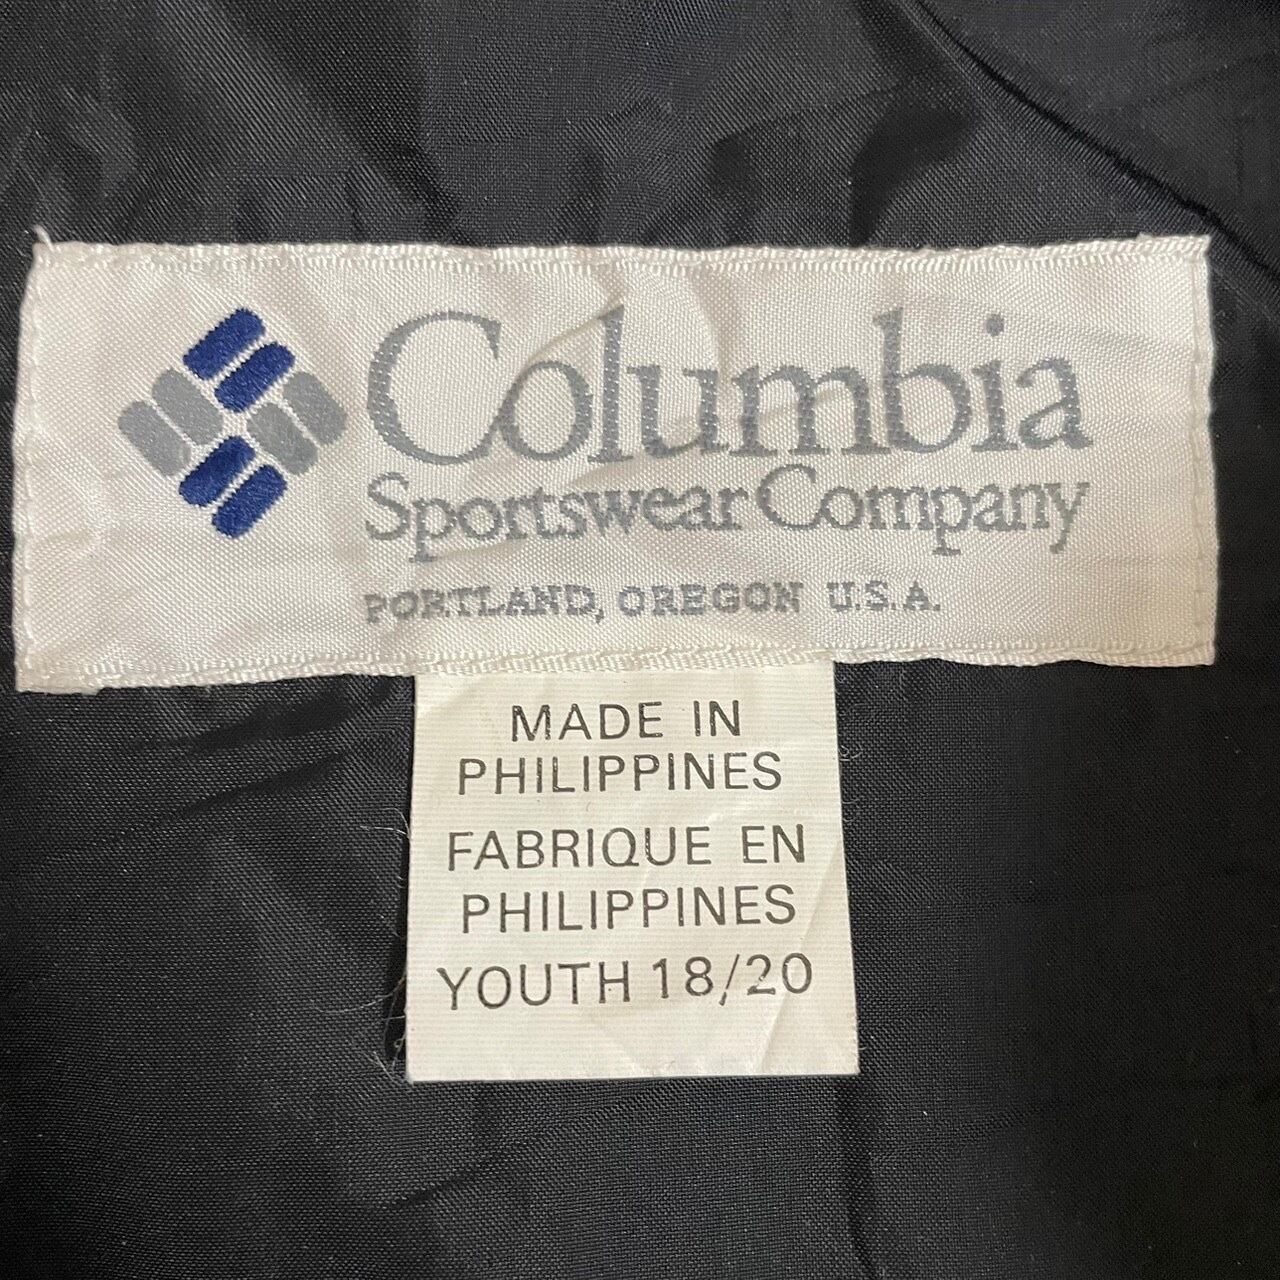 Columbia
Sportswear Company
PORTLAND, OREGON U.S.A.
MADE IN
PHILIPPINES
FABRIQUE EN
PHILIPPINES
YOUTH 18/20